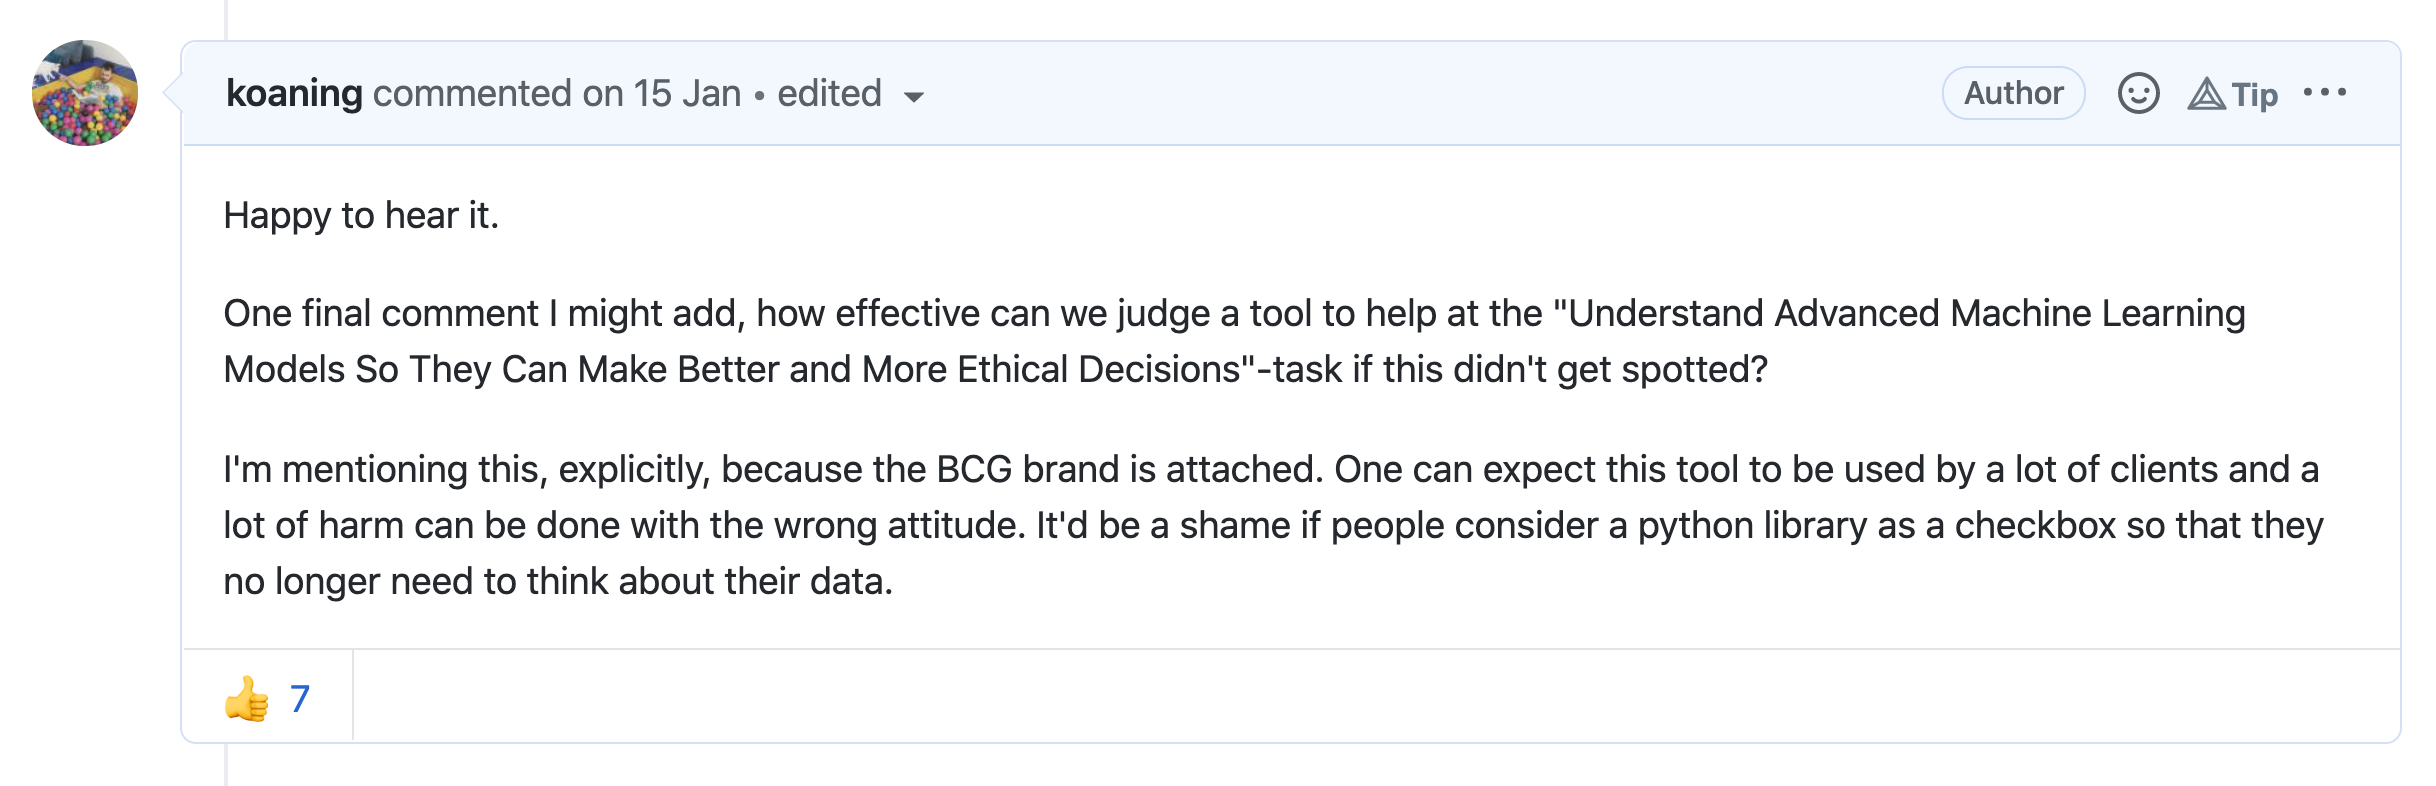 koaning commented on 15 Jan • edited
Author
Tip
Happy to hear it.
One final comment I might add, how effective can we judge a tool to help at the "Understand Advanced Machine Learning
Models So They Can Make Better and More Ethical Decisions"-task if this didn't get spotted?
I'm mentioning this, explicitly, because the BCG brand is attached. One can expect this tool to be used by a lot of clients and a
lot of harm can be done with the wrong attitude. It'd be a shame if people consider a python library as a checkbox so that they
no longer need to think about their data.
👍 7